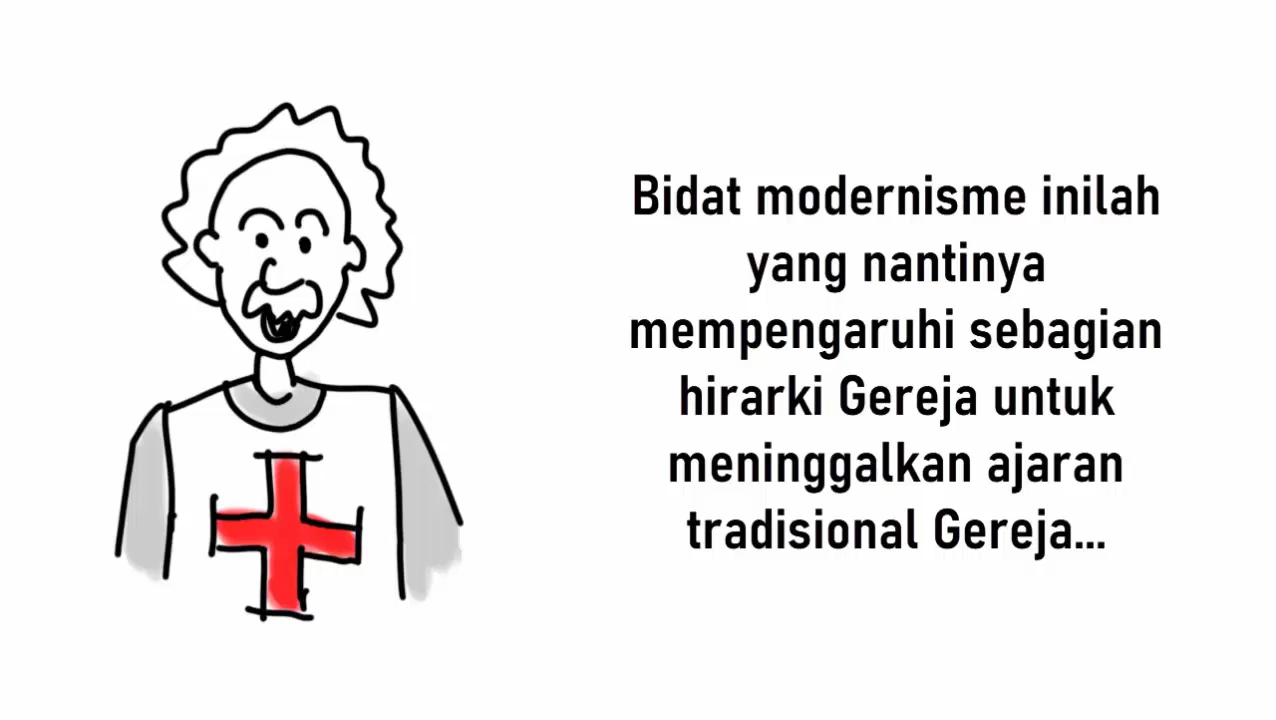 Bidat modernisme inilah
yang nantinya
mempengaruhi sebagian
hirarki Gereja untuk
meninggalkan ajaran
tradisional Gereja...